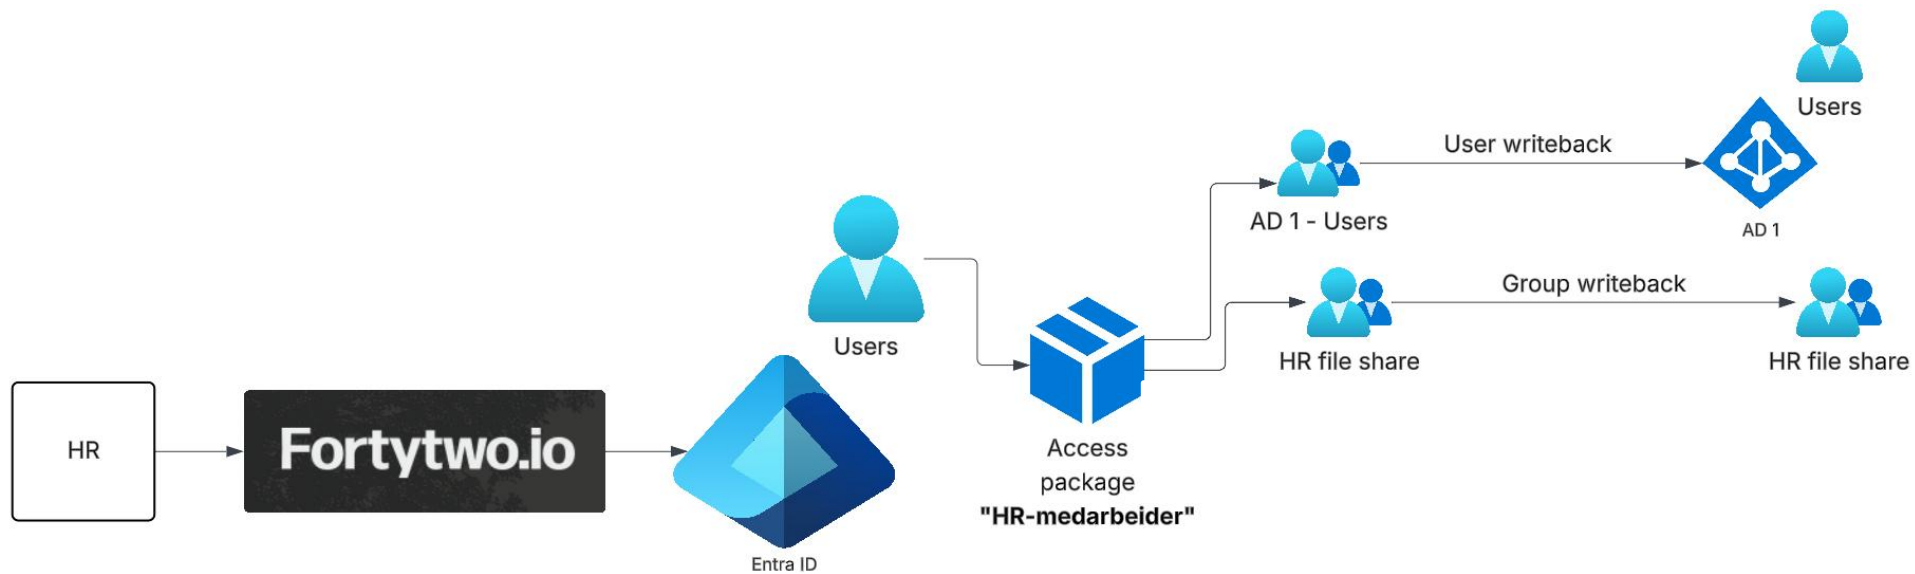 HR
Fortytwo.io
Entra ID
Users
Access
package
"HR-medarbeider"
AD 1 - Users
User writeback
Users
AD 1
HR file share
Group writeback
HR file share